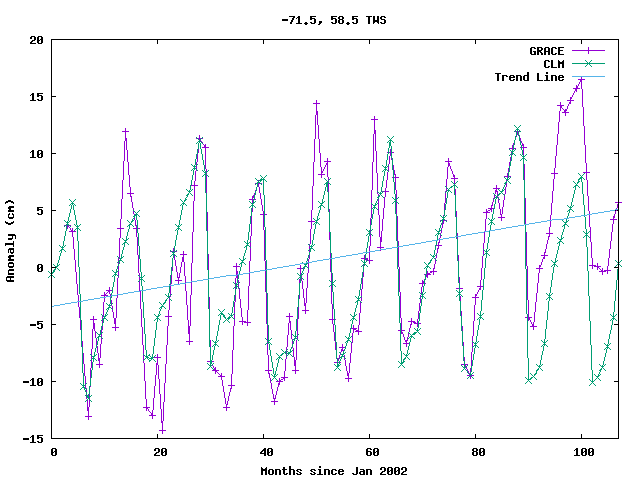 -71.5, 58.5 TWS
GRACE
CLM
Trend Line
20
15
10
5
0
-5
-10
-15
Anomaly (cm)
0 20 40 60 80 100
Months since Jan 2002